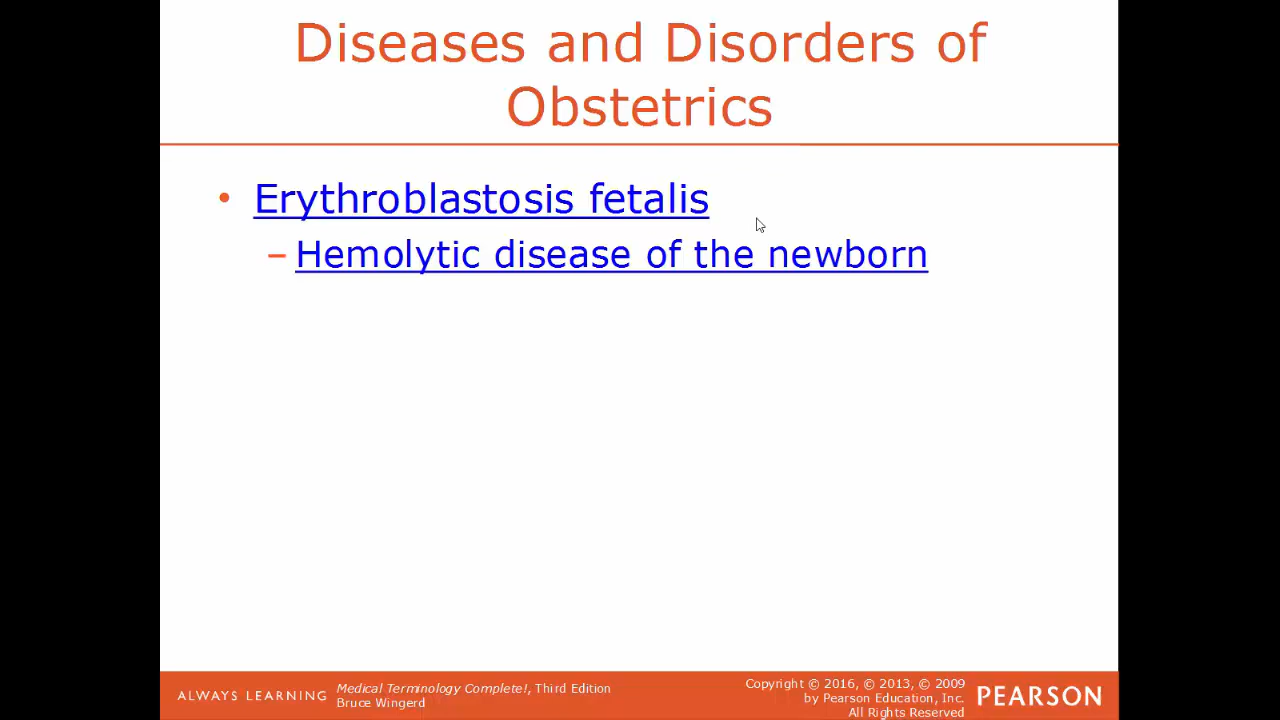 Diseases and Disorders of
Obstetrics
• Erythroblastosis fetalis
– Hemolytic disease of the newborn
ALWAYS LEARNING
Medical Terminology Complete!, Third Edition
Bruce Wingerd
Copyright © 2016, © 2013, © 2009
by Pearson Education, Inc.
All Rights Reserved
PEARSON